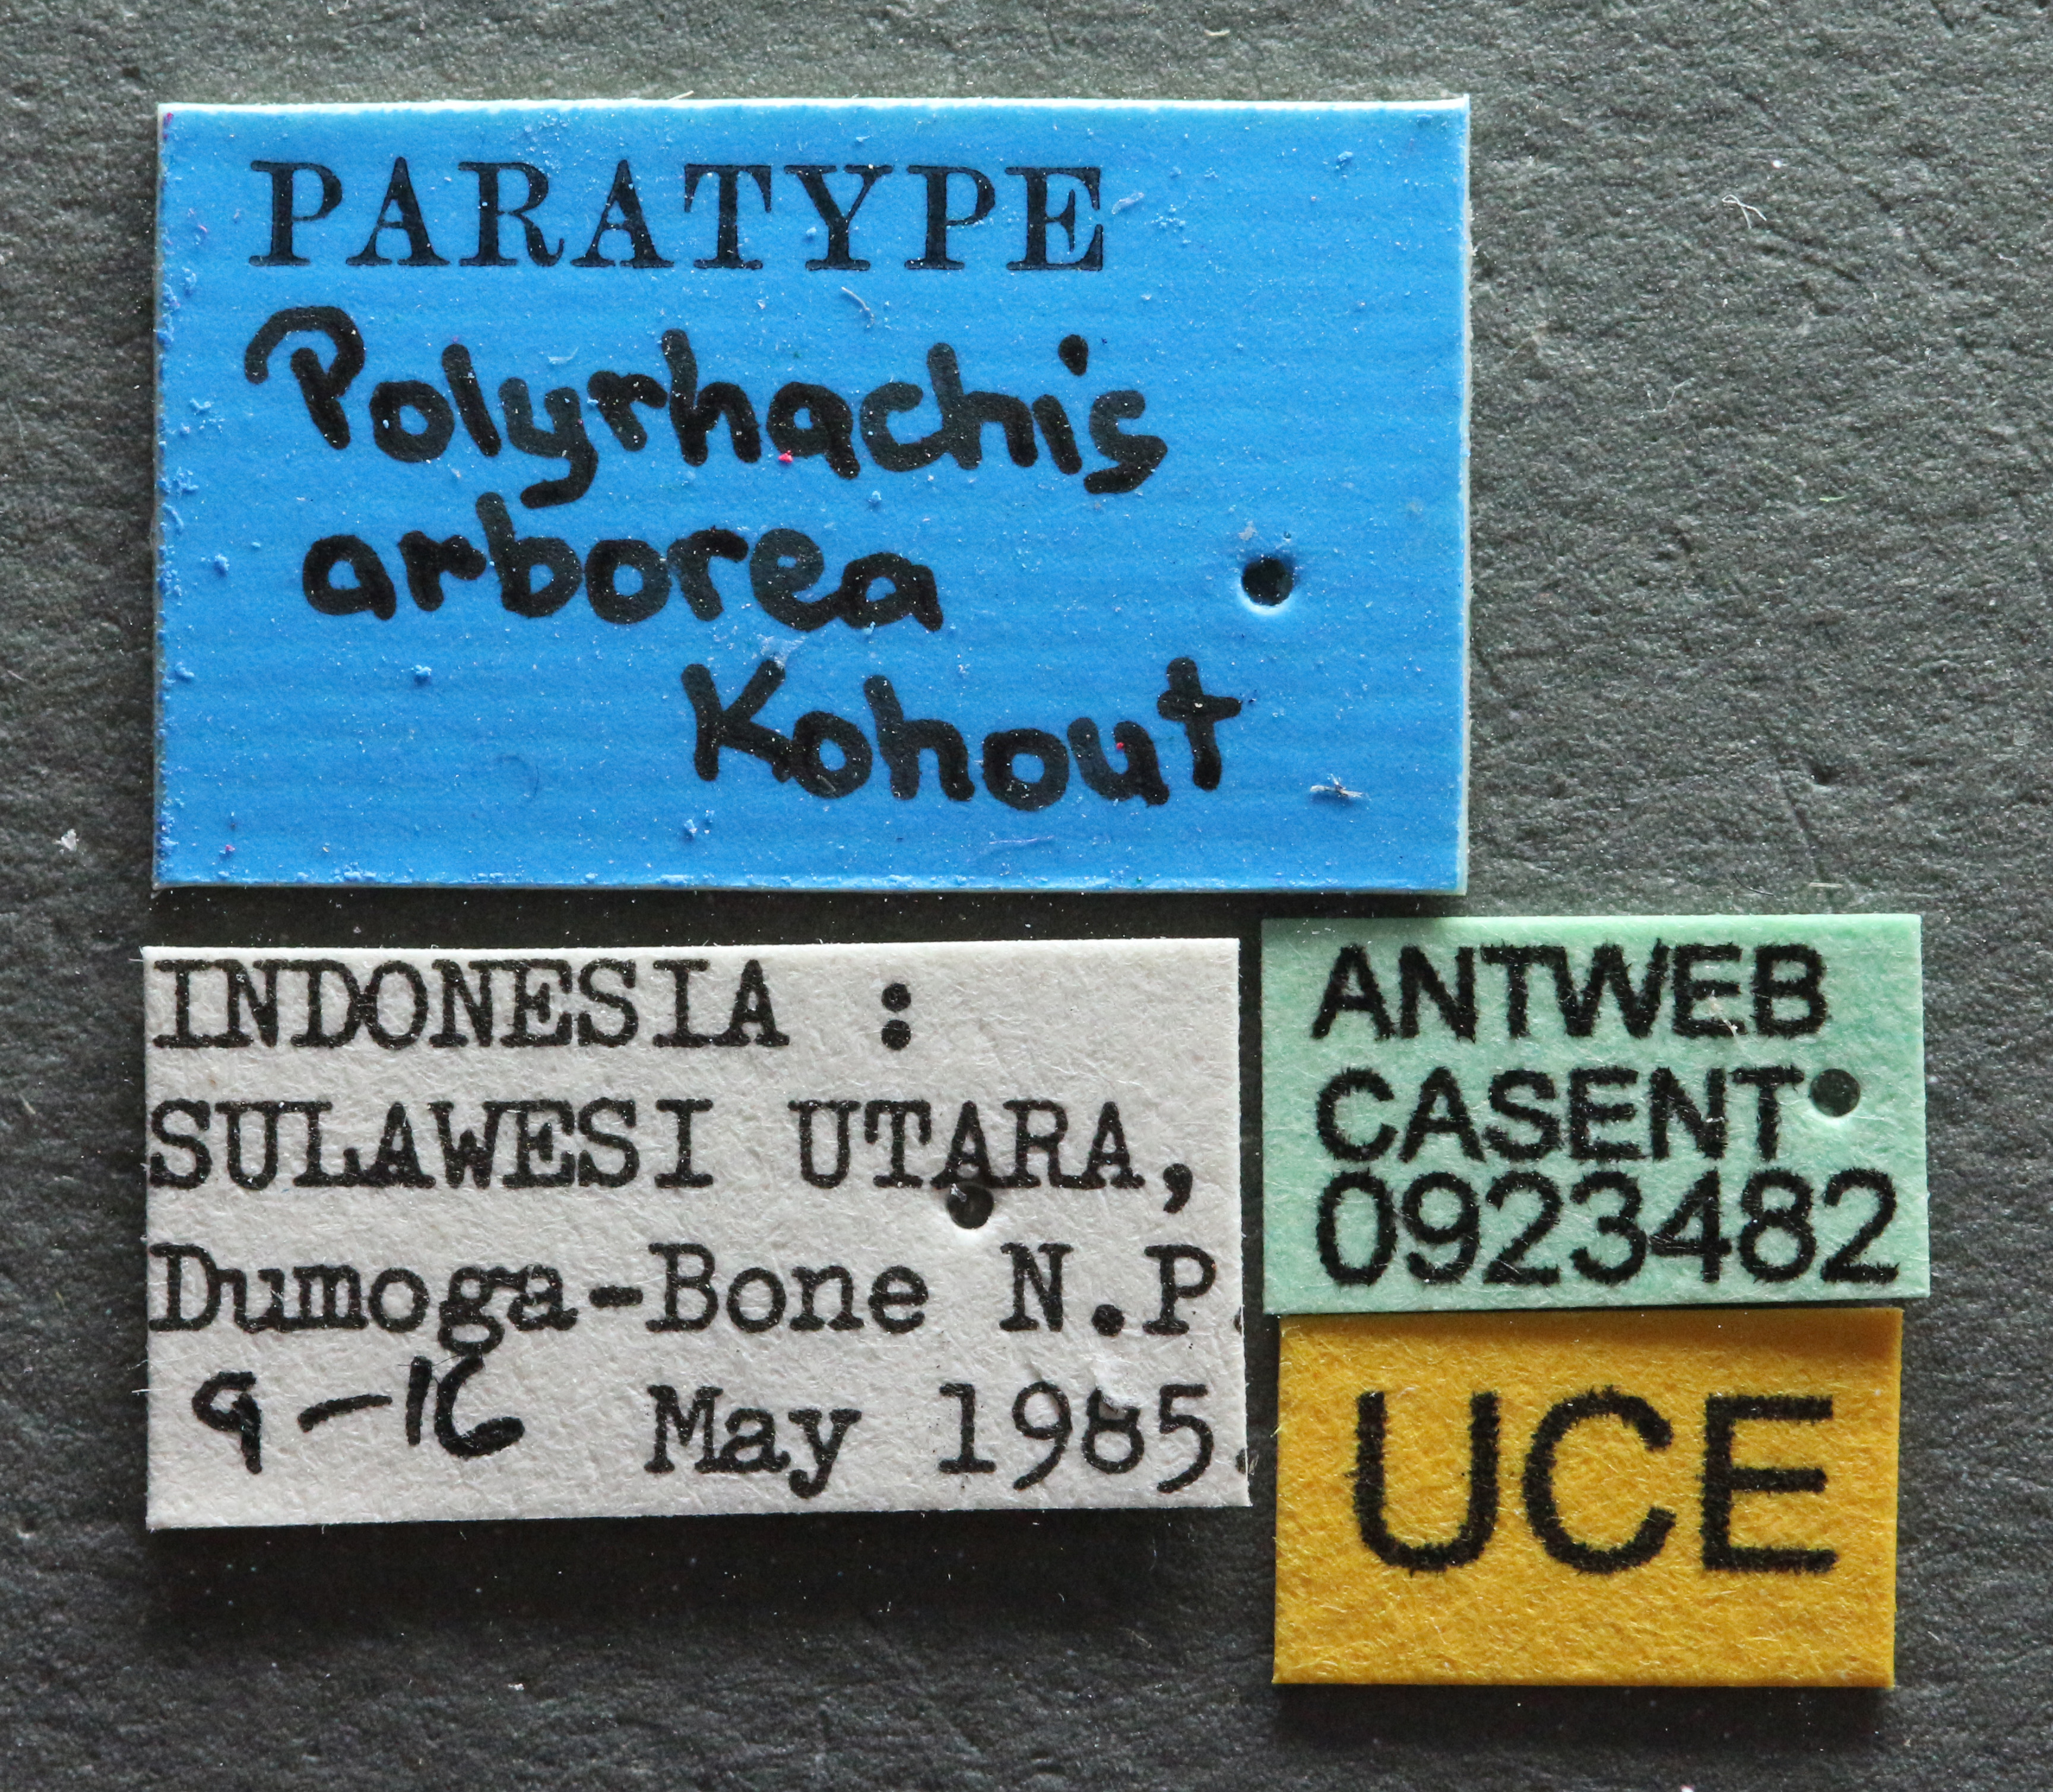 PARATYPE
Polyrhachis
arborea
Kohout
INDONESIA :
SULAWESI UTARA,
Dumoga-Bone N.P.
9-16 May 1985.
ANTWEB
CASENT
0923482
UCE